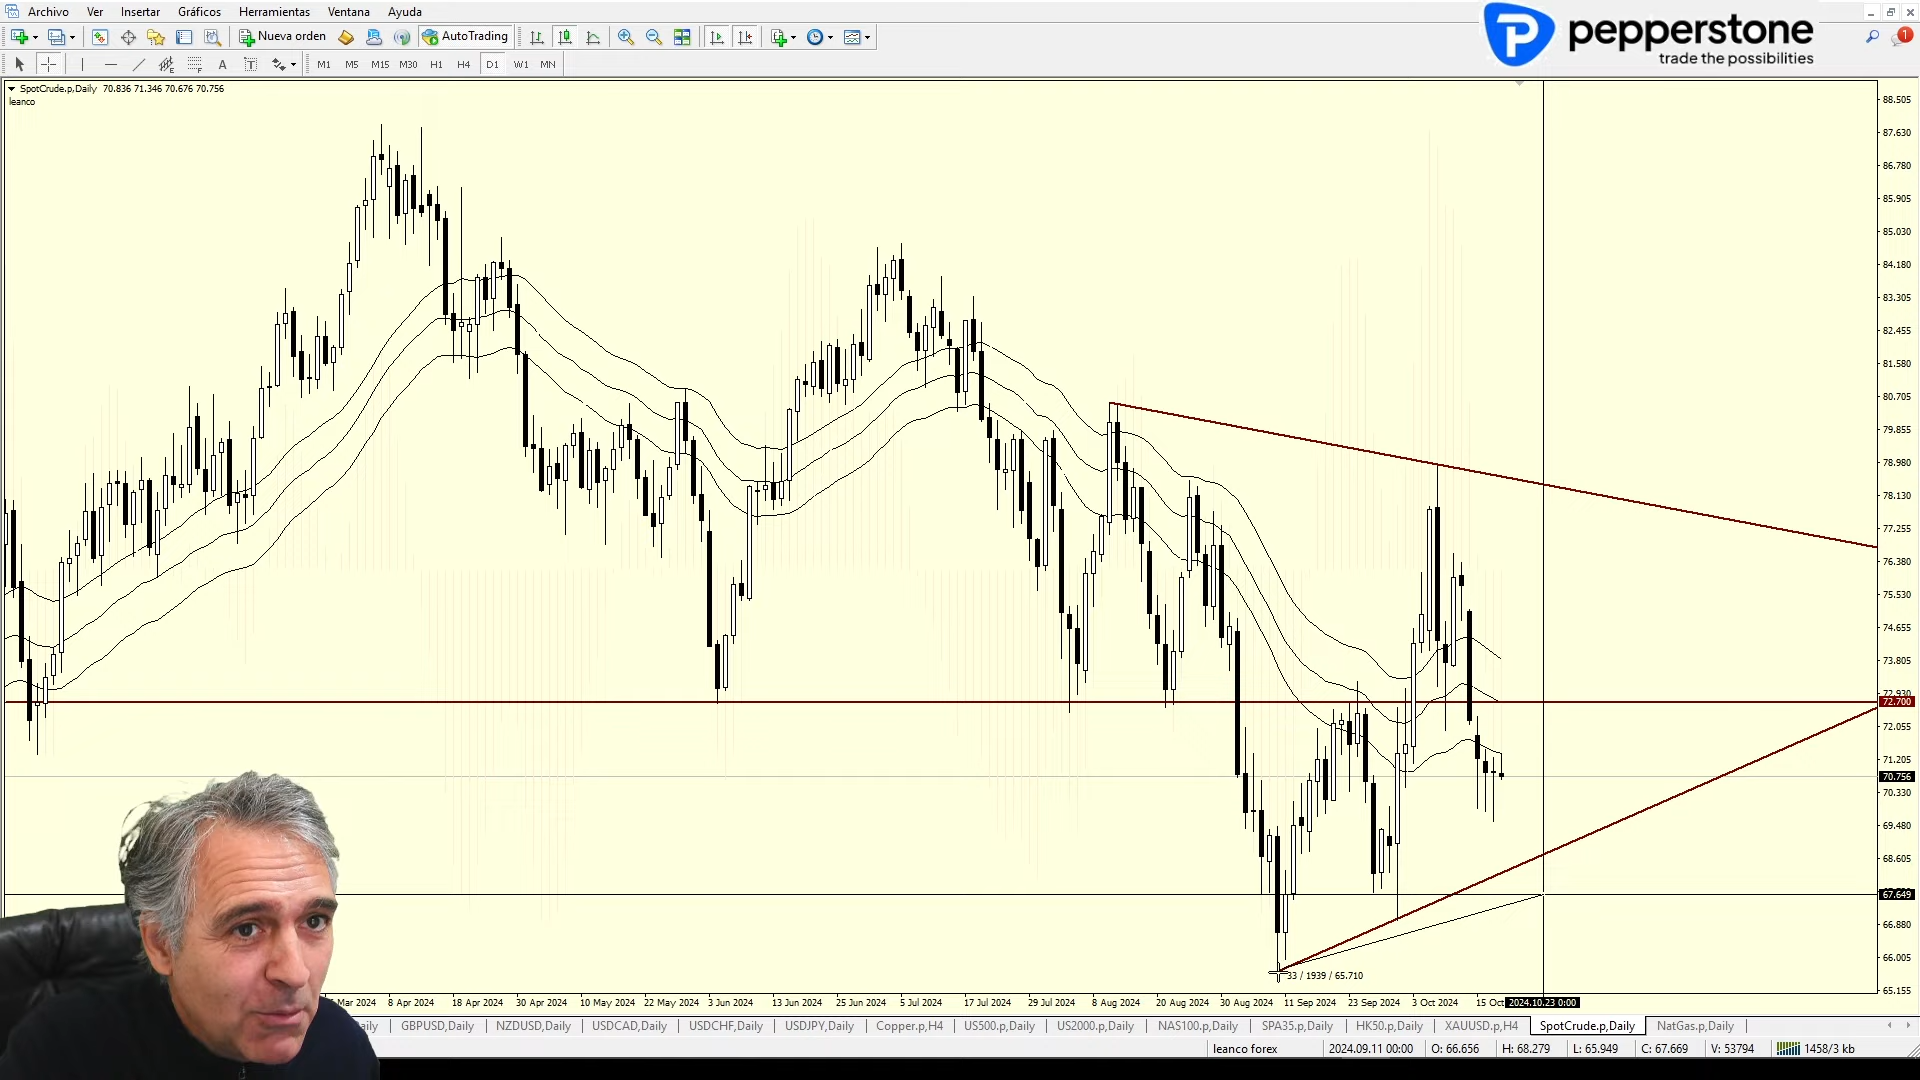 Archivo Ver Insertar Gráficos Herramientas Ventana Ayuda
pepperstone
trade the possibilities
Nueva orden AutoTrading
1
A T M1 M5 M15 M30 H1 H4 D1 W1 MN
SpotCrude.p,Daily 70.836 71.346 70.676 70.756
leanco
88.505
87.630
86.780
85.905
85.030
84.180
83.305
82.455
81.580
80.705
79.855
78.980
78.130
77.255
76.380
75.530
74.655
73.805
72.930
72.700
72.055
71.205
70.756
70.330
69.480
68.605
67.649
66.880
66.005
65.155
33 / 1939 / 65.710
Mar 2024 8 Apr 2024 18 Apr 2024 30 Apr 2024 10 May 2024 22 May 2024 3 Jun 2024 13 Jun 2024 25 Jun 2024 5 Jul 2024 17 Jul 2024 29 Jul 2024 8 Aug 2024 20 Aug 2024 30 Aug 2024 11 Sep 2024 23 Sep 2024 3 Oct 2024 15 Oct 2024.10.23 0:00
GBPUSD,Daily NZDUSD,Daily USDCAD,Daily USDCHF,Daily USDJPY,Daily Copper.p,H4 US500.p,Daily US2000.p,Daily NAS100.p,Daily SPA35.p,Daily HK50.p,Daily XAUUSD.p,H4 SpotCrude.p,Daily NatGas.p,Daily
leanco forex 2024.09.11 00:00 O: 66.656 H: 68.279 L: 65.949 C: 67.669 V: 53794 1458/3 kb